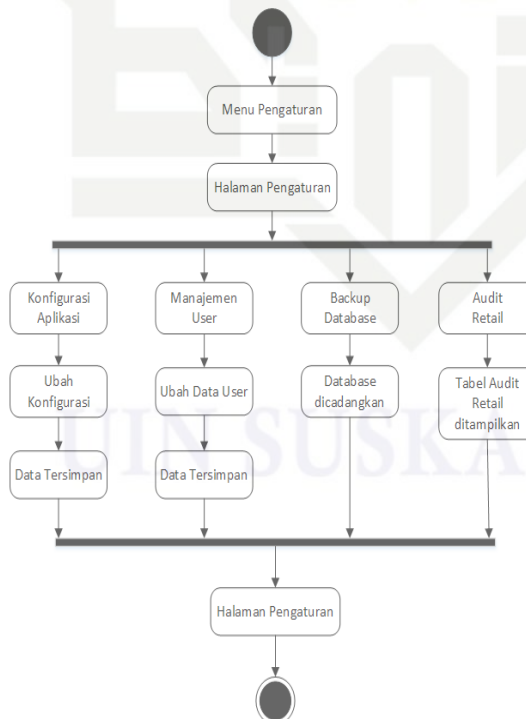 Menu Pengaturan
Halaman Pengaturan
Konfigurasi
Aplikasi
Manajemen
User
Backup
Database
Audit
Retail
Ubah
Konfigurasi
Ubah Data User
Database
dicadangkan
Tabel Audit
Retail
ditampilkan
Data Tersimpan
Data Tersimpan
UIN SUSKA
Halaman Pengaturan